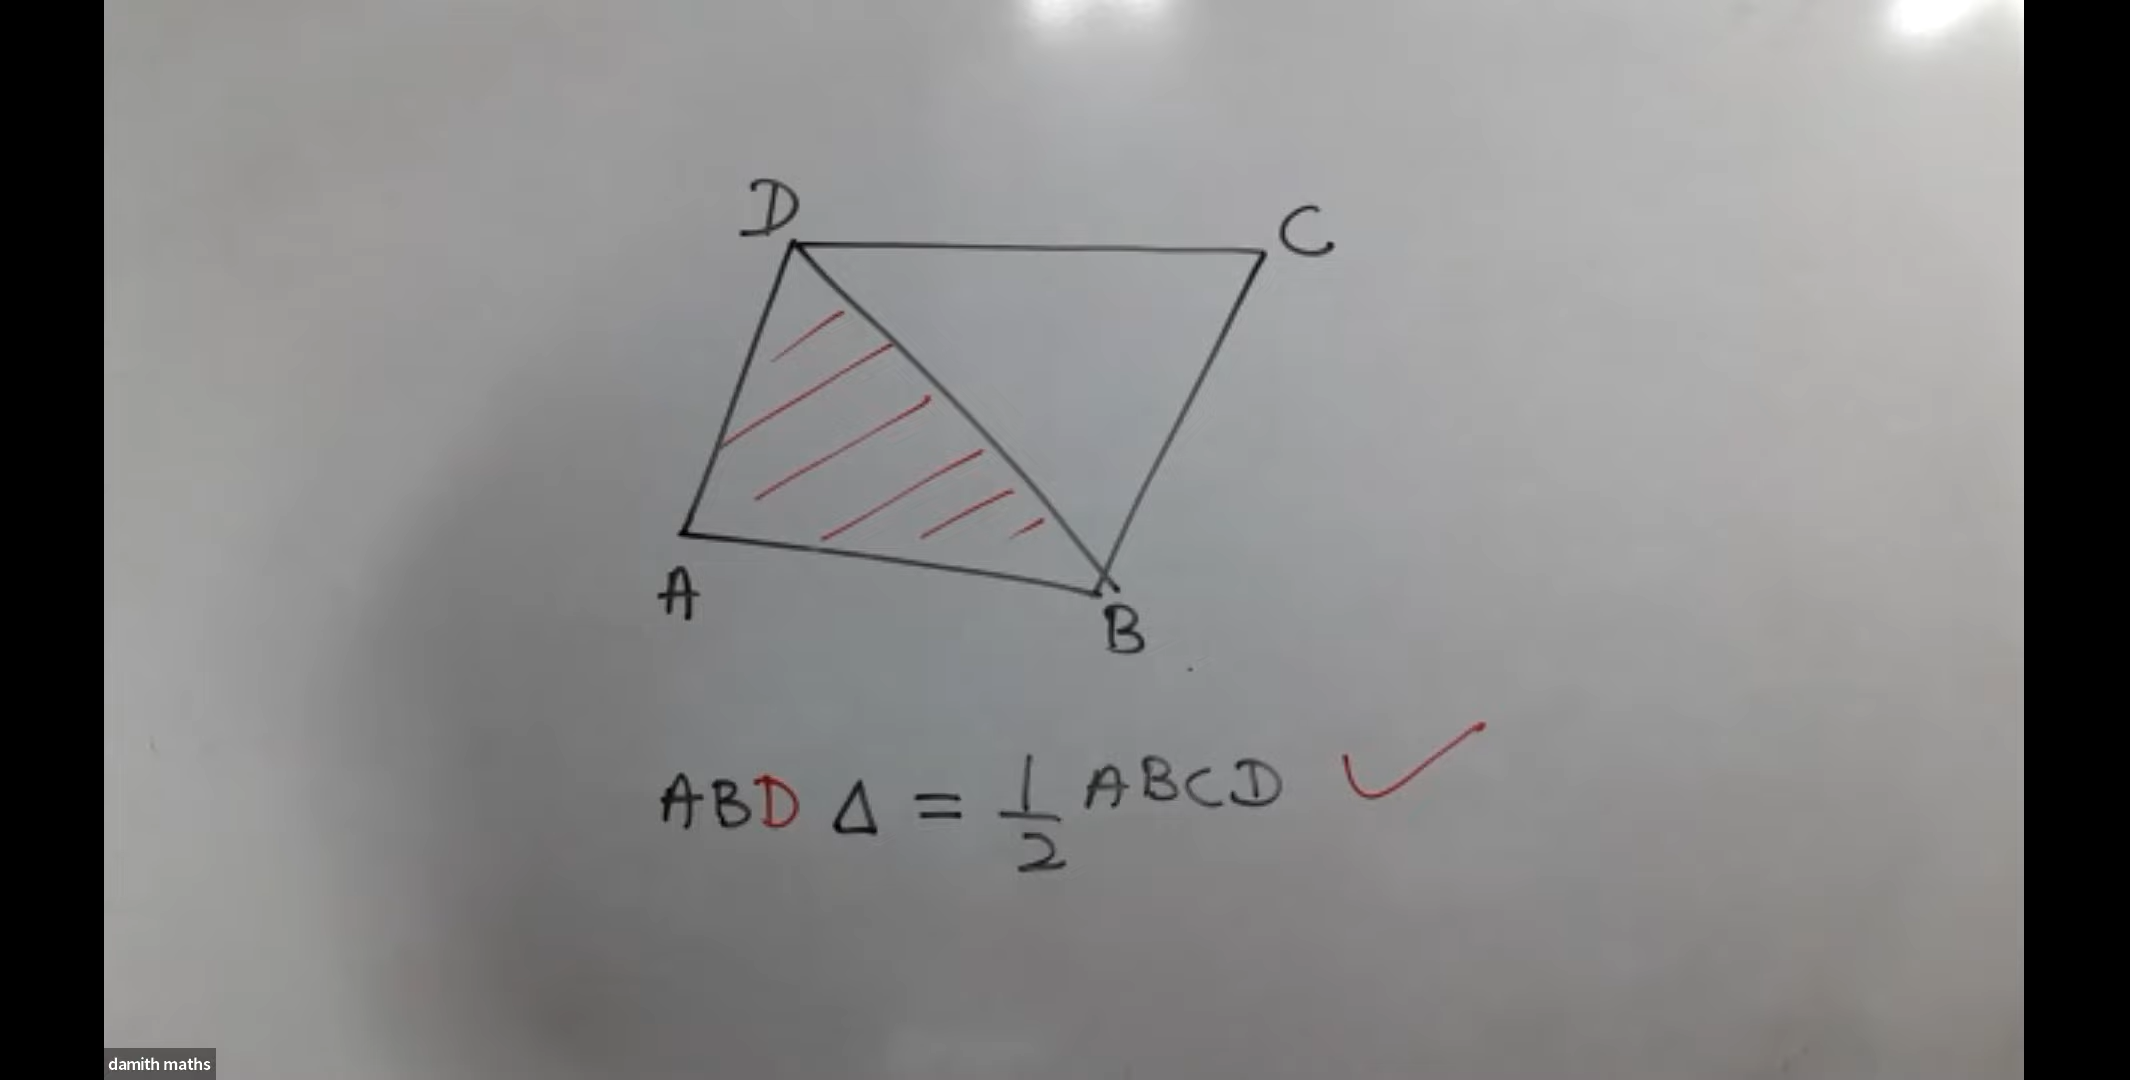 D
C
A
B
ABD Δ = 1/2 ABCD ✓
damith maths